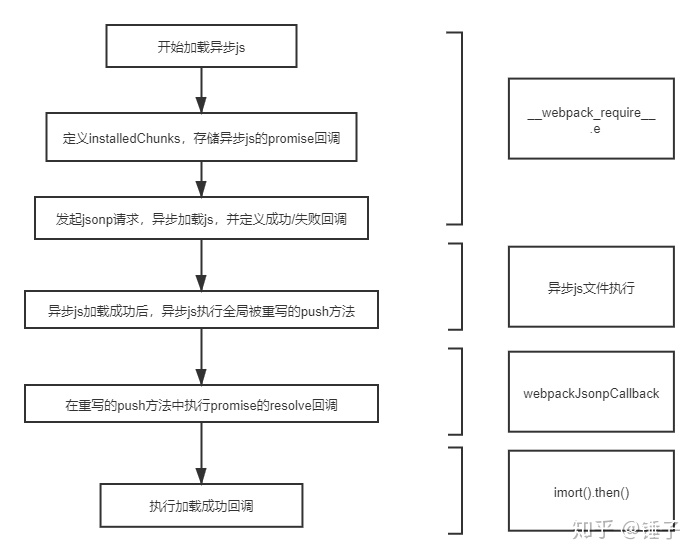 开始加载异步js
定义installedChunks，存储异步js的promise回调
发起jsonp请求，异步加载js，并定义成功/失败回调
异步js加载成功后，异步js执行全局被重写的push方法
在重写的push方法中执行promise的resolve回调
执行加载成功回调
__webpack_require__
.e
异步js文件执行
webpackJsonpCallback
imort().then()
知乎 @锤子